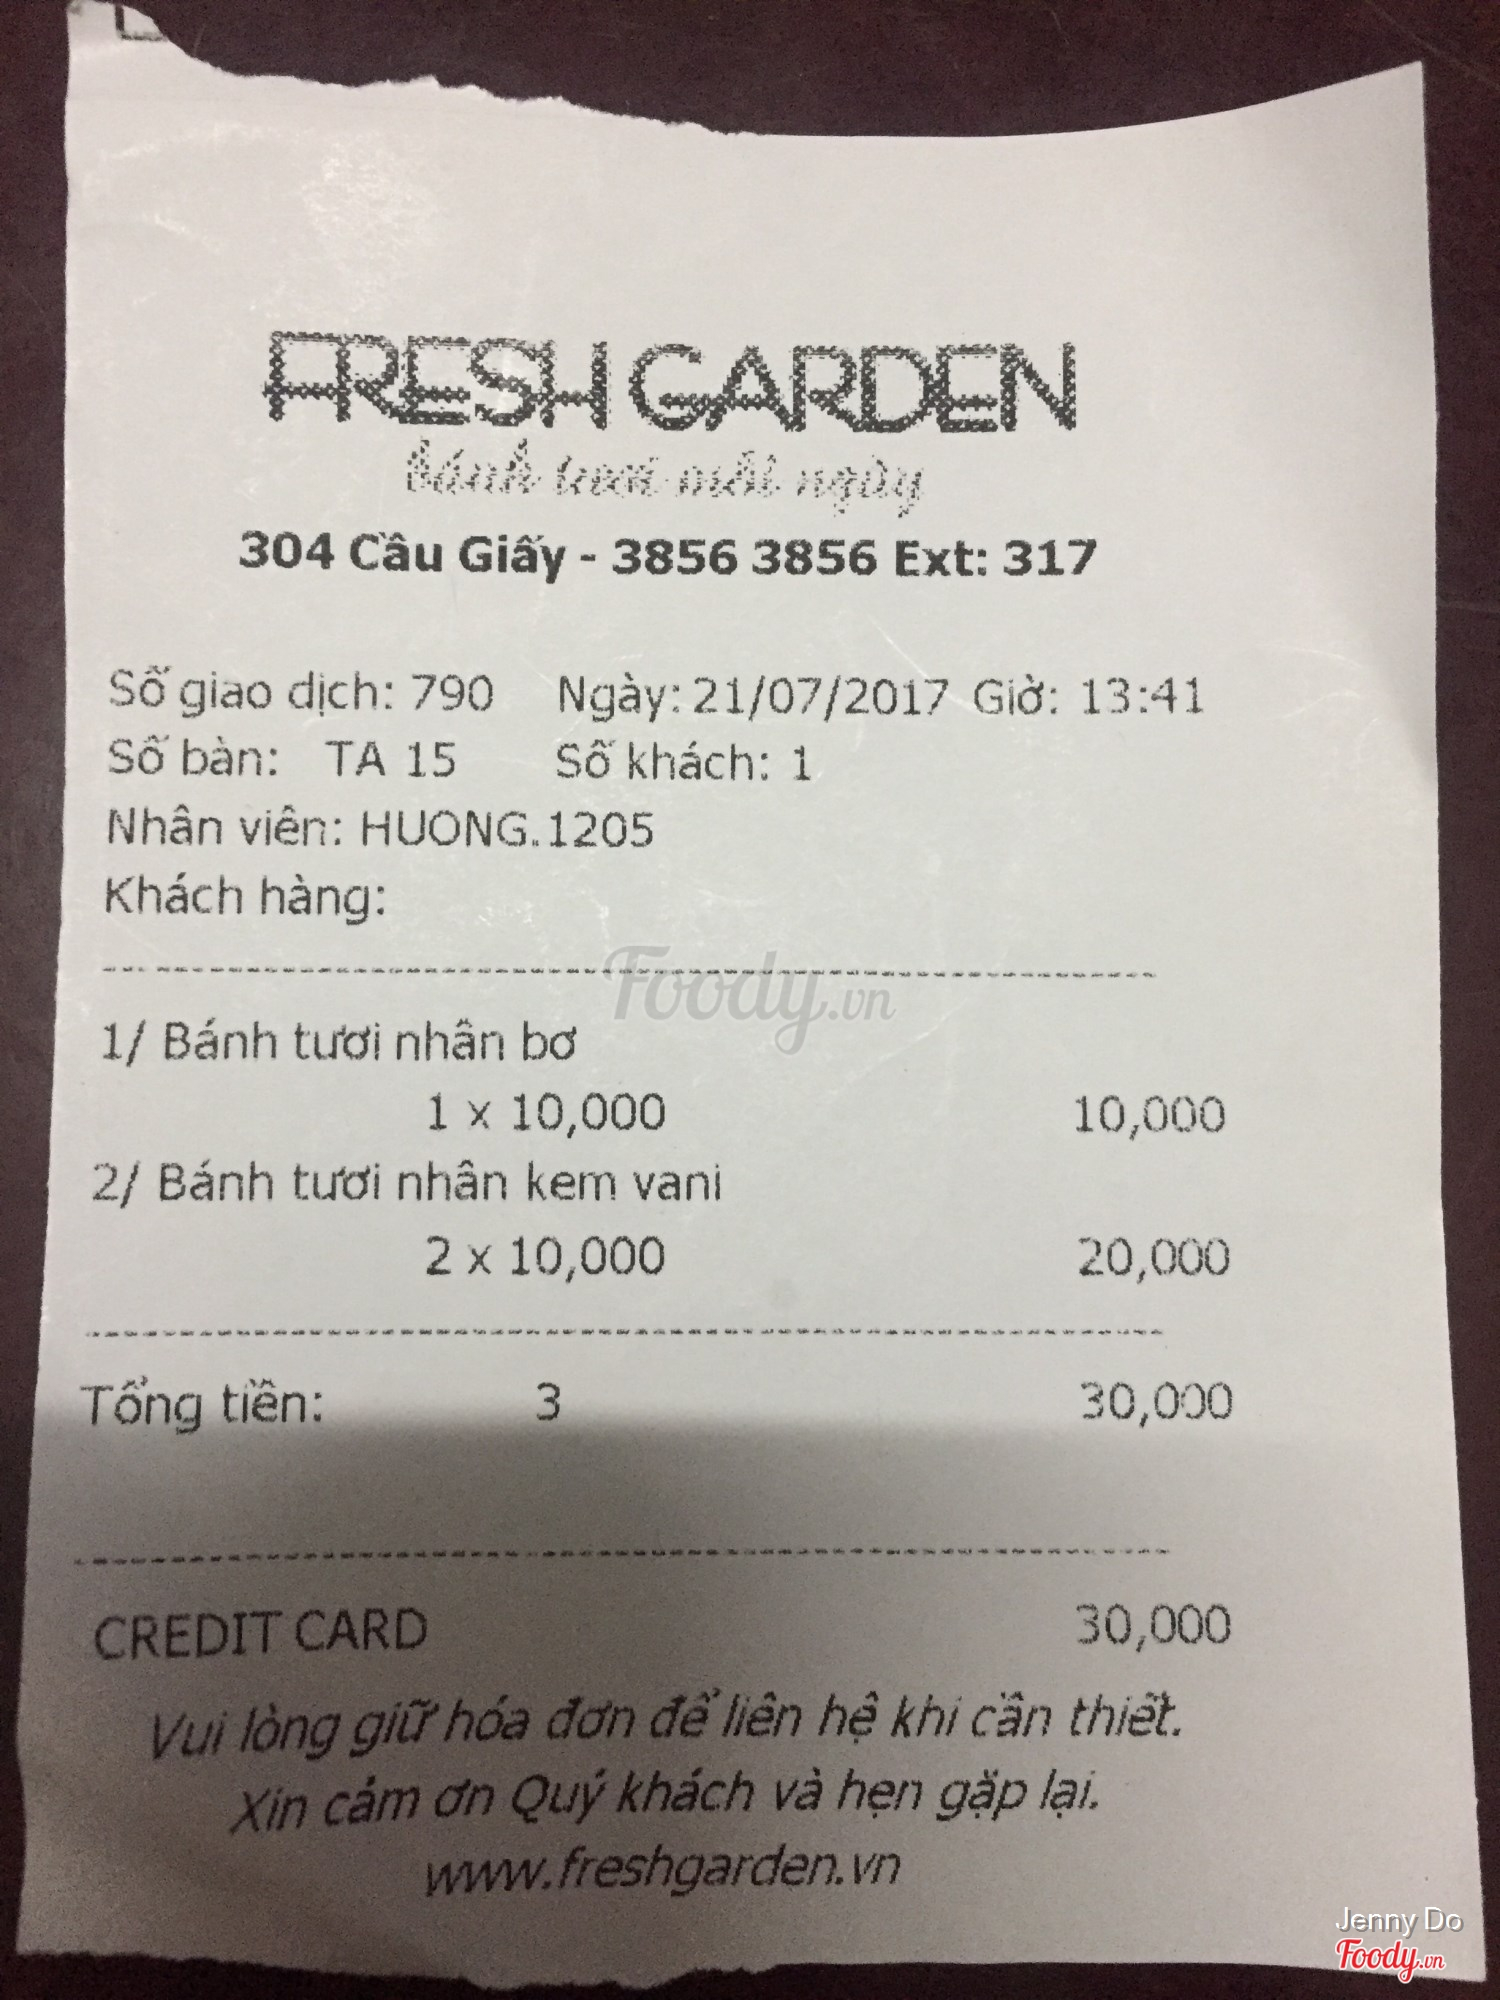 FRESH GARDEN
bánh tươi mỗi ngày
304 Cầu Giấy - 3856 3856 Ext: 317
Số giao dịch: 790 Ngày: 21/07/2017 Giờ: 13:41
Số bàn: TA 15 Số khách: 1
Nhân viên: HUONG.1205
Khách hàng:
Foody.vn
1/ Bánh tươi nhân bơ
1 x 10,000 10,000
2/ Bánh tươi nhân kem vani
2 x 10,000 20,000
Tổng tiền: 3 30,000
CREDIT CARD 30,000
Vui lòng giữ hóa đơn để liên hệ khi cần thiết.
Xin cảm ơn Quý khách và hẹn gặp lại.
www.freshgarden.vn
Jenny Do
Foody.vn